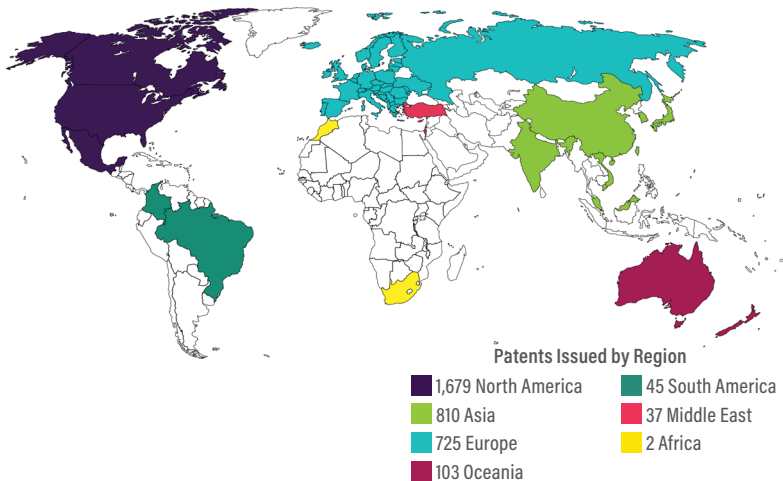 Patents Issued by Region
1,679 North America
45 South America
810 Asia
37 Middle East
725 Europe
2 Africa
103 Oceania